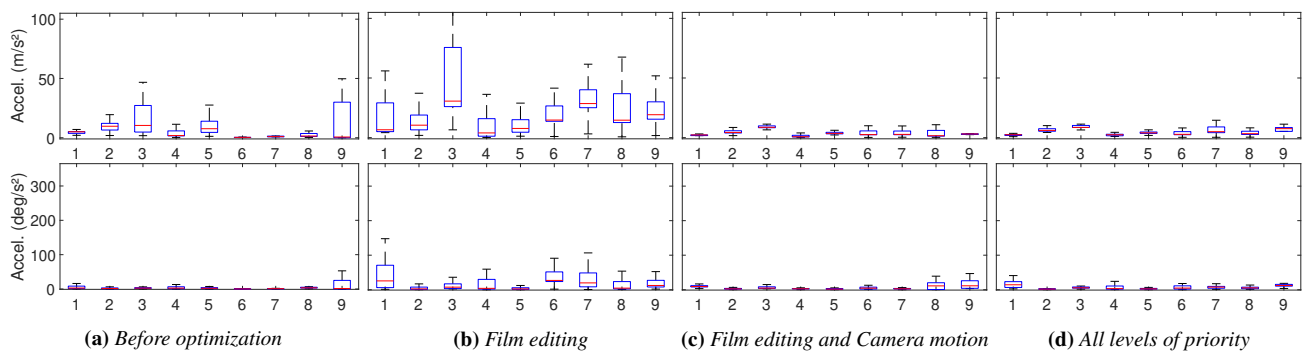 Accel. (m/s²)
100
50
0
1 2 3 4 5 6 7 8 9
1 2 3 4 5 6 7 8 9
1 2 3 4 5 6 7 8 9
1 2 3 4 5 6 7 8 9
Accel. (deg/s²)
300
200
100
0
1 2 3 4 5 6 7 8 9
1 2 3 4 5 6 7 8 9
1 2 3 4 5 6 7 8 9
1 2 3 4 5 6 7 8 9
(a) Before optimization
(b) Film editing
(c) Film editing and Camera motion
(d) All levels of priority